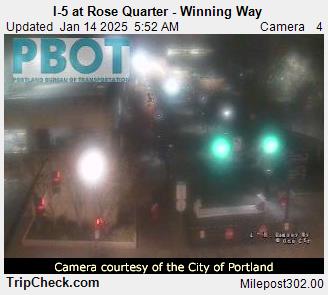 I-5 at Rose Quarter - Winning Way
Updated Jan 14 2025 5:52 AM Camera 4
PBOT
PORTLAND BUREAU OF TRANSPORTATION
Camera courtesy of the City of Portland
TripCheck.com Milepost302.00